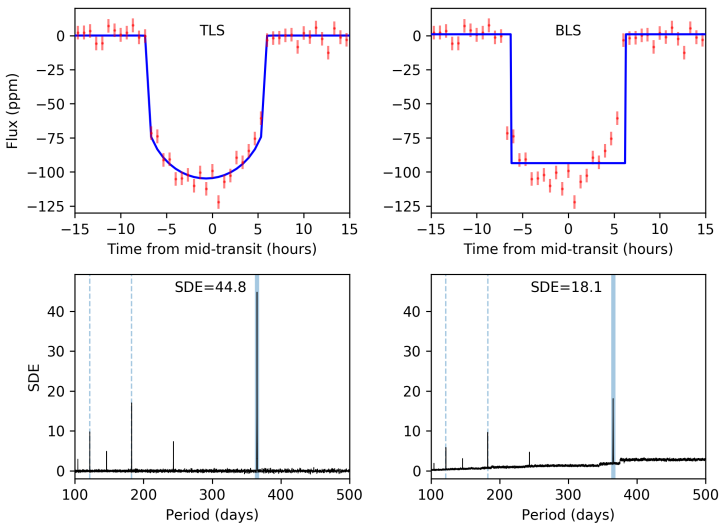 TLS
BLS
0
−25
−50
−75
−100
−125
Flux (ppm)
−15 −10 −5 0 5 10 15
Time from mid-transit (hours)
0
−25
−50
−75
−100
−125
−15 −10 −5 0 5 10 15
Time from mid-transit (hours)
SDE=44.8
40
30
20
10
0
SDE
100 200 300 400 500
Period (days)
SDE=18.1
40
30
20
10
0
100 200 300 400 500
Period (days)